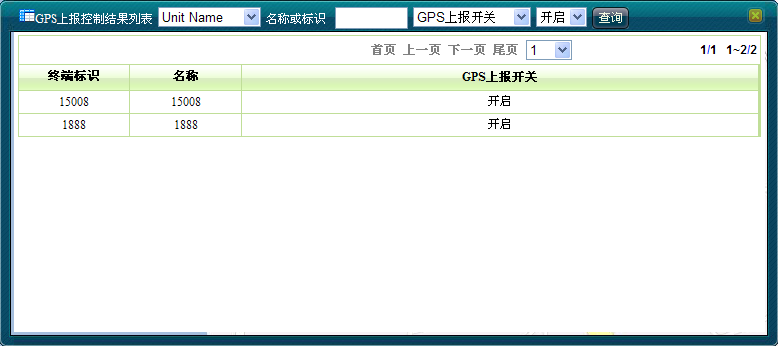 GPS上报控制结果列表 Unit Name 名称或标识 GPS上报开关 开启 查询
首页 上一页 下一页 尾页 1 1/1 1~2/2
终端标识 名称 GPS上报开关
15008 15008 开启
1888 1888 开启